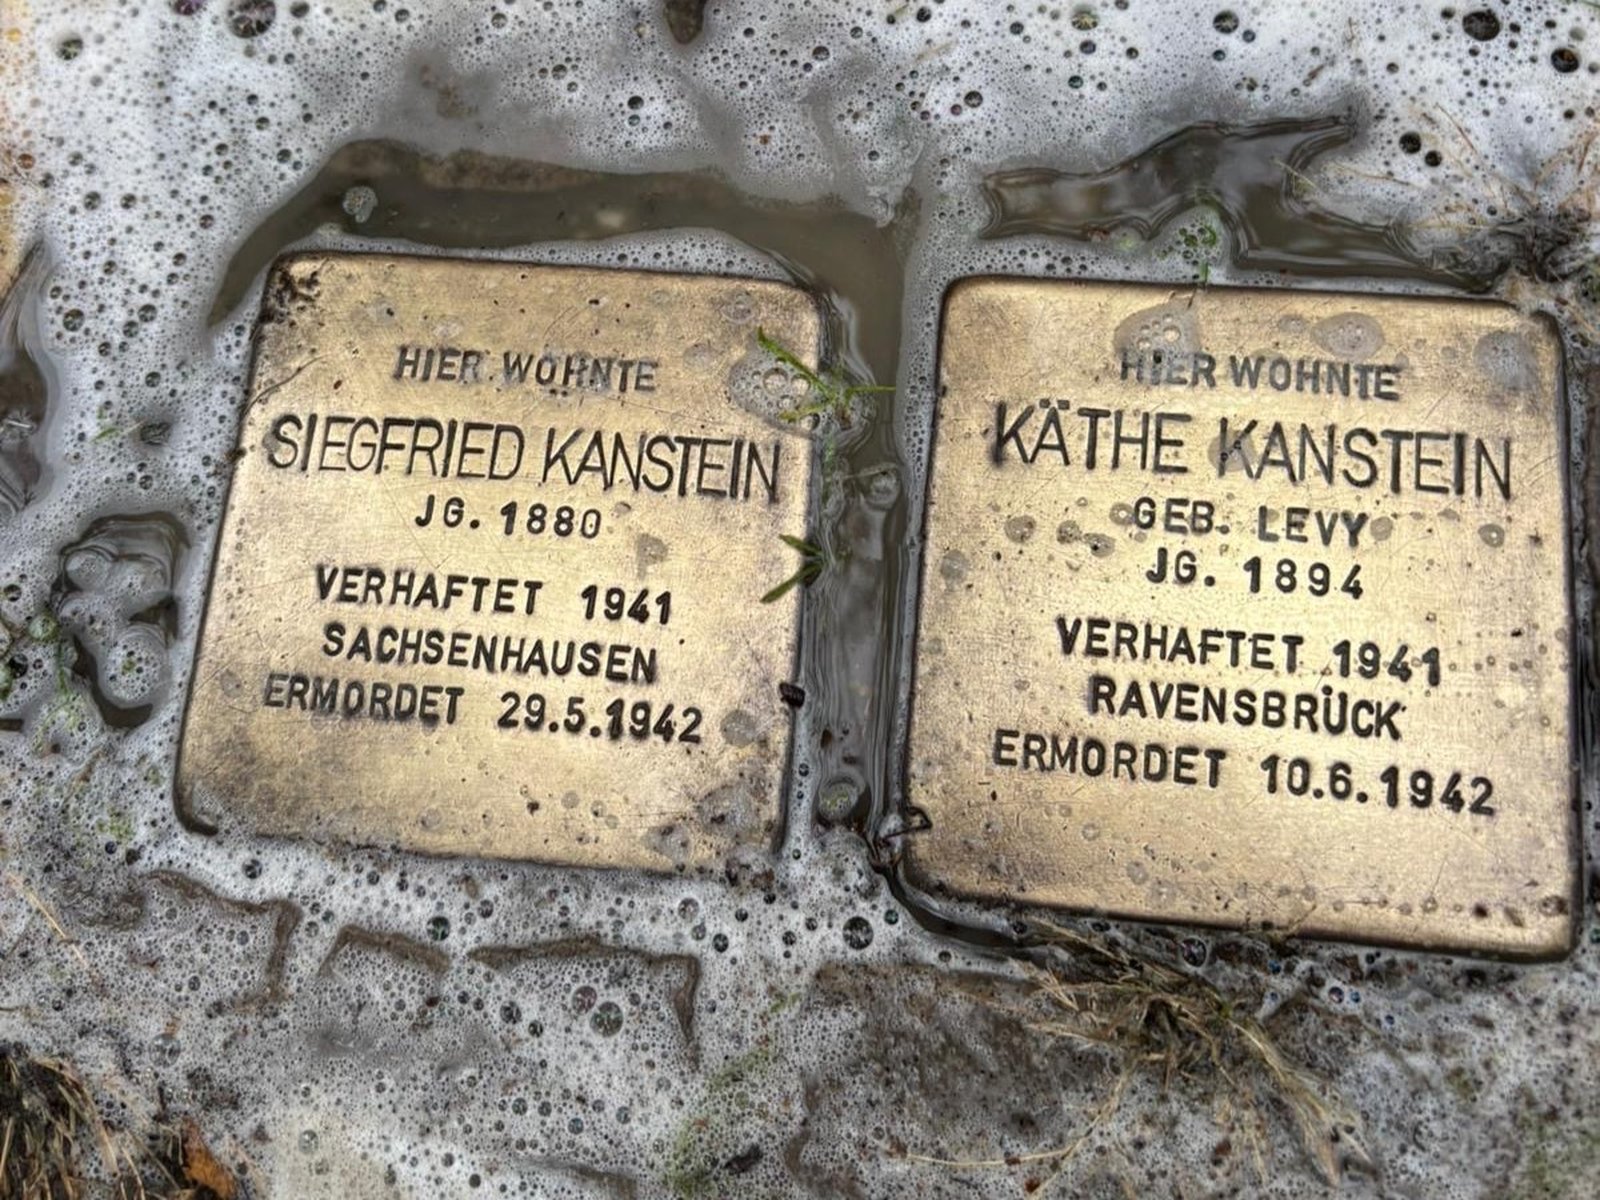 HIER WOHNTE
SIEGFRIED KANSTEIN
JG. 1880
VERHAFTET 1941
SACHSENHAUSEN
ERMORDET 29.5.1942
HIER WOHNTE
KÄTHE KANSTEIN
GEB. LEVY
JG. 1894
VERHAFTET 1941
RAVENSBRÜCK
ERMORDET 10.6.1942